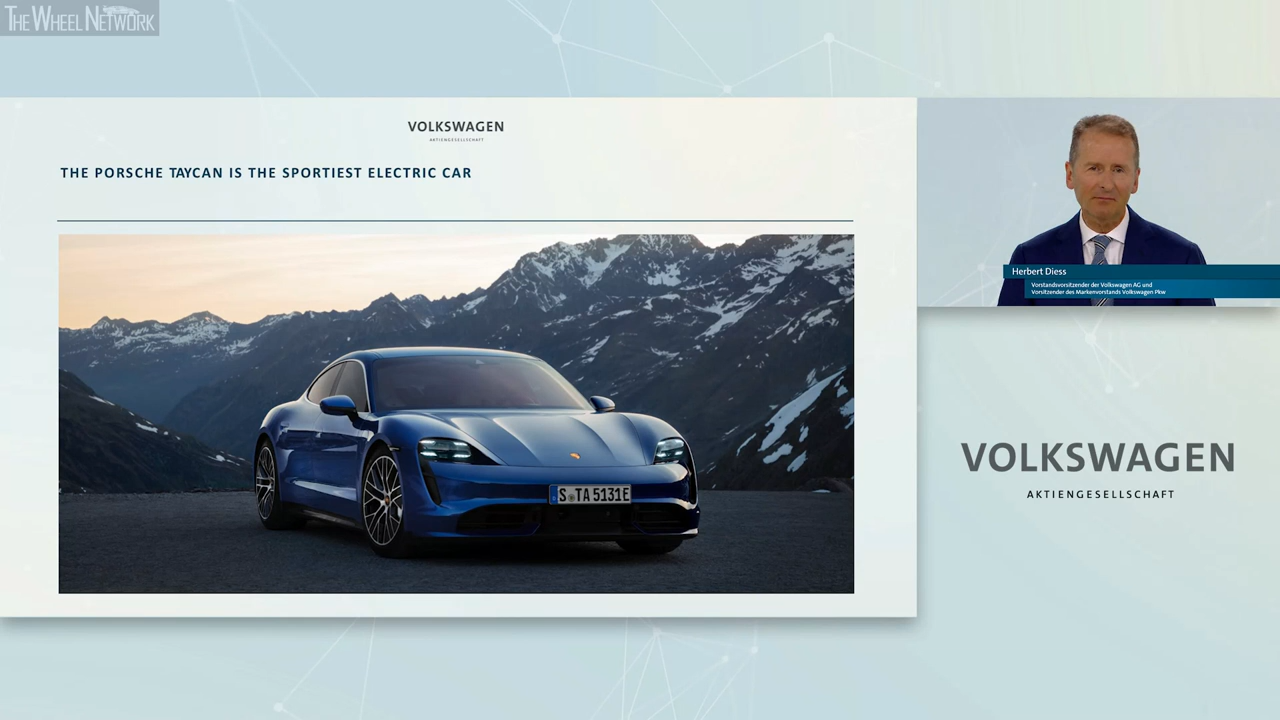 THE WHEEL NETWORK
VOLKSWAGEN
AKTIENGESELLSCHAFT
THE PORSCHE TAYCAN IS THE SPORTIEST ELECTRIC CAR
S TA 5131E
Herbert Diess
Vorstandsvorsitzender der Volkswagen AG und
Vorsitzender des Markenvorstands Volkswagen Pkw
VOLKSWAGEN
AKTIENGESELLSCHAFT